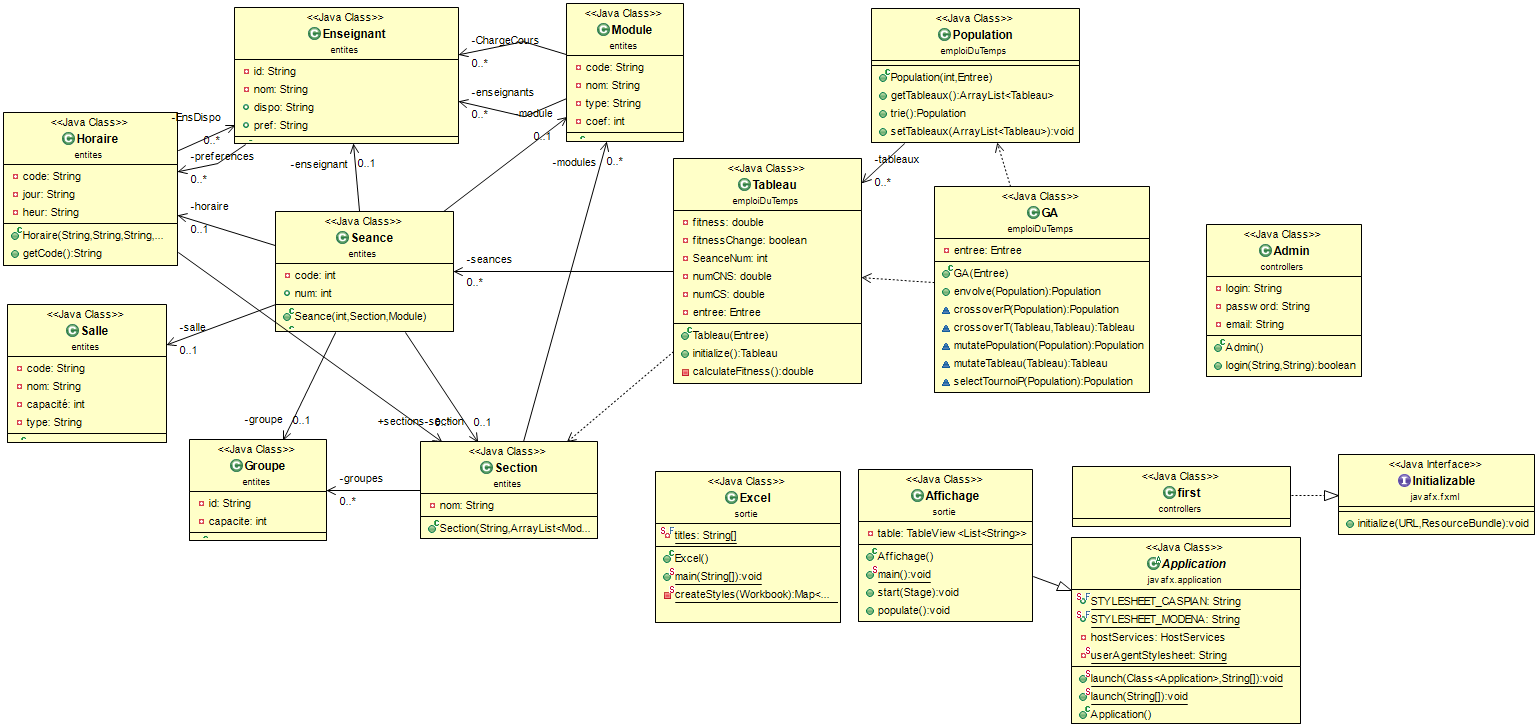 <<Java Class>>
Enseignant
entites
id: String
nom: String
dispo: String
pref: String
<<Java Class>>
Module
entites
code: String
nom: String
type: String
coef: int
<<Java Class>>
Population
emploiDuTemps
Population(int,Entree)
getTableaux():ArrayList<Tableau>
trie():Population
setTableaux(ArrayList<Tableau>):void
-ChargeCours
0..*
-enseignants
0..*
-module
0..1
-EnsDispo
0..*
-preferences
0..*
<<Java Class>>
Horaire
entites
code: String
jour: String
heur: String
Horaire(String,String,String,...
getCode():String
-enseignant
0..1
-modules
0..*
-tableaux
0..*
-horaire
0..1
<<Java Class>>
Seance
entites
code: int
num: int
Seance(int,Section,Module)
-seances
0..*
<<Java Class>>
Tableau
emploiDuTemps
fitness: double
fitnessChange: boolean
SeanceNum: int
numCNS: double
numCS: double
entree: Entree
Tableau(Entree)
initialize():Tableau
calculateFitness():double
<<Java Class>>
GA
emploiDuTemps
entree: Entree
GA(Entree)
envolve(Population):Population
crossoverP(Population):Population
crossoverT(Tableau,Tableau):Tableau
mutatePopulation(Population):Population
mutateTableau(Tableau):Tableau
selectTournoiP(Population):Population
<<Java Class>>
Admin
controllers
login: String
password: String
email: String
Admin()
login(String,String):boolean
<<Java Class>>
Salle
entites
code: String
nom: String
capacité: int
type: String
-salle
0..1
-groupe
0..1
+sections
-section
0..1
<<Java Class>>
Groupe
entites
id: String
capacite: int
-groupes
0..*
<<Java Class>>
Section
entites
nom: String
Section(String,ArrayList<Mod...
<<Java Class>>
Excel
sortie
titles: String[]
Excel()
main(String[]):void
createStyles(Workbook):Map<...
<<Java Class>>
Affichage
sortie
table: TableView<List<String>>
Affichage()
main():void
start(Stage):void
populate():void
<<Java Class>>
first
controllers
<<Java Interface>>
Initializable
javafx.fxml
initialize(URL,ResourceBundle):void
<<Java Class>>
Application
javafx.application
STYLESHEET_CASPIAN: String
STYLESHEET_MODENA: String
hostServices: HostServices
userAgentStylesheet: String
launch(Class<Application>,String[]):void
launch(String[]):void
Application()